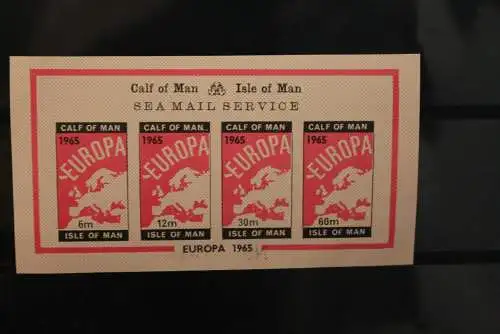 Calf of Man Isle of Man
SEA MAIL SERVICE
CALF OF MAN
1965
EUROPA
6m
ISLE OF MAN
CALF OF MAN
1965
EUROPA
12m
ISLE OF MAN
CALF OF MAN
1965
EUROPA
30m
ISLE OF MAN
CALF OF MAN
1965
EUROPA
60m
ISLE OF MAN
EUROPA 1965